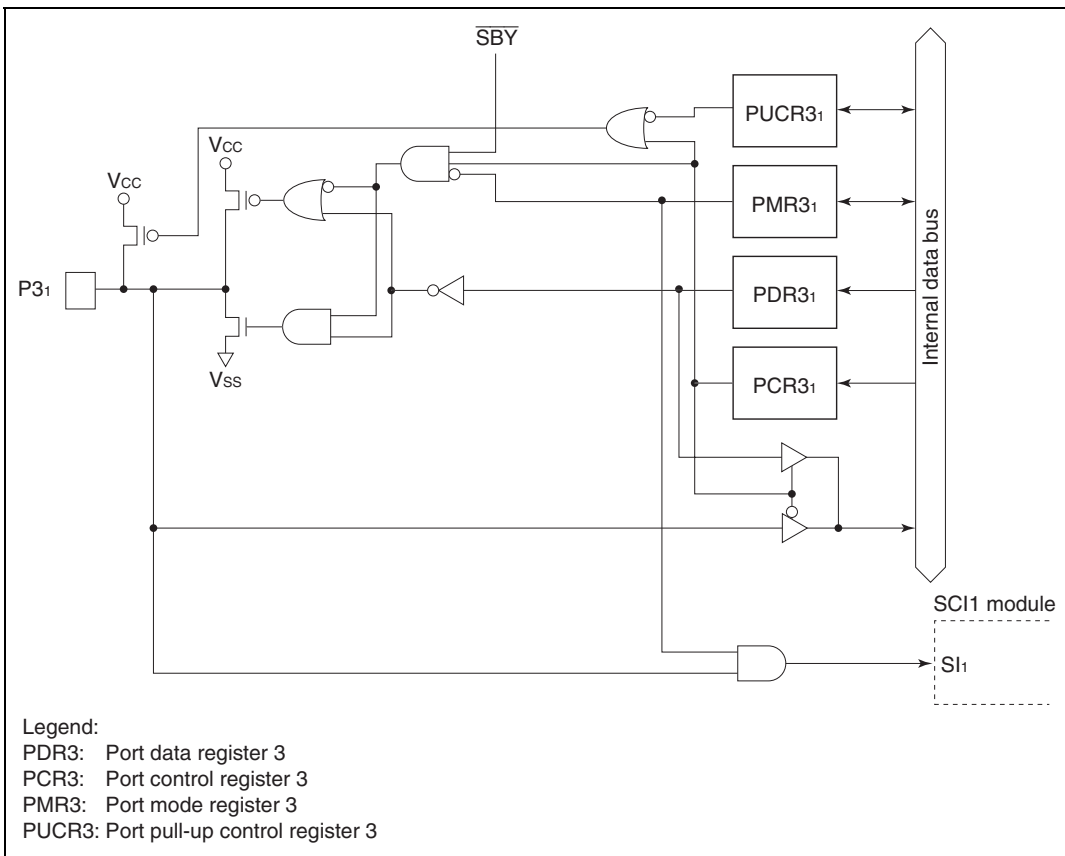 SBY
PUCR31
VCC
VCC
PMR31
P31
PDR31
Internal data bus
VSS
PCR31
SCI1 module
SI1
Legend:
PDR3: Port data register 3
PCR3: Port control register 3
PMR3: Port mode register 3
PUCR3: Port pull-up control register 3